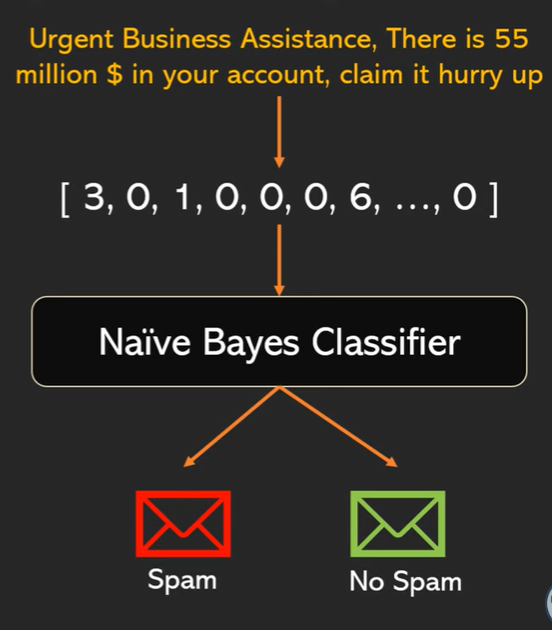 Urgent Business Assistance, There is 55
million $ in your account, claim it hurry up
[ 3, 0, 1, 0, 0, 0, 6, ..., 0 ]
Naïve Bayes Classifier
Spam
No Spam